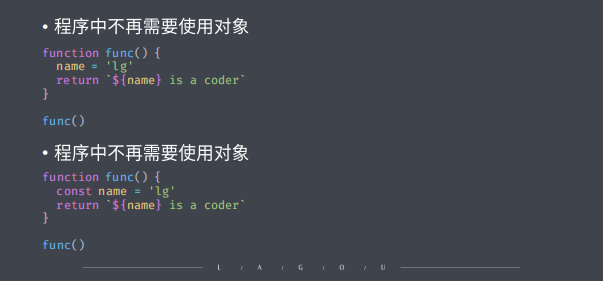 • 程序中不再需要使用对象
function func() {
  name = 'lg'
  return `${name} is a coder`
}
func()
• 程序中不再需要使用对象
function func() {
  const name = 'lg'
  return `${name} is a coder`
}
func()
L / A / G / O / U